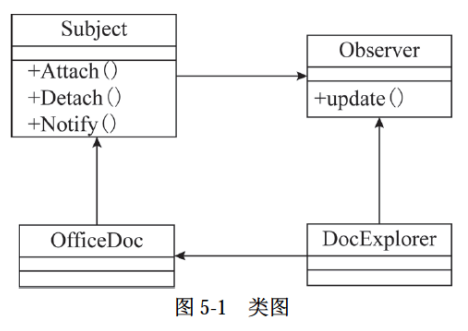 Subject
+Attach()
+Detach()
+Notify()
Observer
+update()
OfficeDoc
DocExplorer
图 5-1 类图